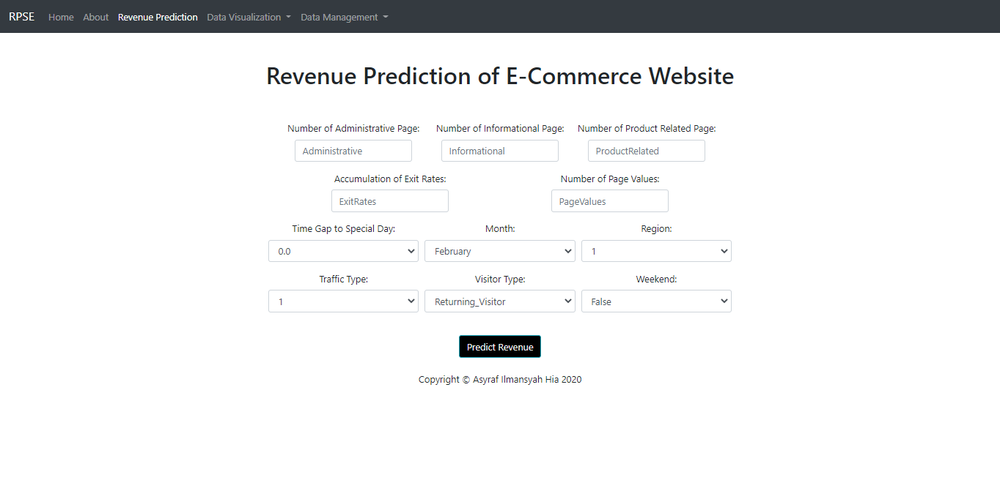 RPSE Home About Revenue Prediction Data Visualization Data Management
Revenue Prediction of E-Commerce Website
Number of Administrative Page: Number of Informational Page: Number of Product Related Page:
Administrative Informational ProductRelated
Accumulation of Exit Rates: Number of Page Values:
ExitRates PageValues
Time Gap to Special Day: Month: Region:
0.0 February 1
Traffic Type: Visitor Type: Weekend:
1 Returning_Visitor False
Predict Revenue
Copyright © Asyraf Ilmansyah Hia 2020